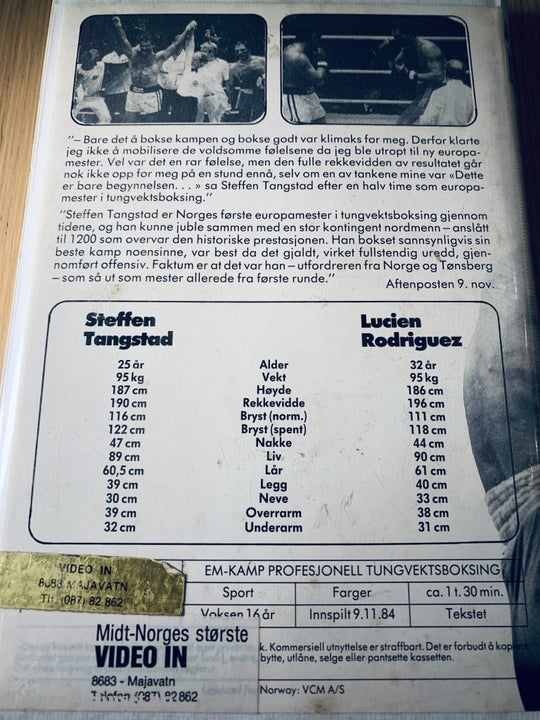 "– Bare det å bokse kampen og bokse godt var klimaks for meg. Derfor klarte
jeg ikke å mobilisere de voldsomme følelsene da jeg ble utropt til ny europa-
mester. Vel var det en rar følelse, men den fulle rekkevidden av resultatet går
nok ikke opp for meg på en stund ennå, selv om en av tankene mine var «Dette
er bare begynnelsen. . . » sa Steffen Tangstad efter en halv time som europa-
mester i tungvektsboksing."
"Steffen Tangstad er Norges første europamester i tungvektsboksing gjennom
tidene, og han kunne juble sammen med en stor kontingent nordmenn – anslått
til 1200 som overvar den historiske prestasjonen. Han bokset sannsynligvis sin
beste kamp noensinne, var best da det gjaldt, virket fullstendig uredd, gjen-
nomført offensiv. Faktum er at det var han – utfordreren fra Norge og Tønsberg
– som så ut som mester allerede fra første runde."
Aftenposten 9. nov.
Steffen Tangstad Lucien Rodriguez
25 år Alder 32 år
95 kg Vekt 95 kg
187 cm Høyde 186 cm
190 cm Rekkevidde 196 cm
116 cm Bryst (norm.) 111 cm
122 cm Bryst (spent) 118 cm
47 cm Nakke 44 cm
89 cm Liv 90 cm
60,5 cm Lår 61 cm
39 cm Legg 40 cm
30 cm Neve 33 cm
39 cm Overarm 38 cm
32 cm Underarm 31 cm
VIDEO IN
8683 MAJAVATN
Tlf. (087) 82 862
EM-KAMP PROFESJONELL TUNGVEKTSBOKSING
Sport Farger ca. 1 t. 30 min.
Voksen 16 år Innspilt 9.11.84 Tekstet
Midt-Norges største
VIDEO IN
8683 - Majavatn
Telefon (087) 82862
k. Kommersiell utnyttelse er straffbart. Det er forbudt å kopiere
bytte, utlåne, selge eller pantsette kassetten.
Norway: VCM A/S